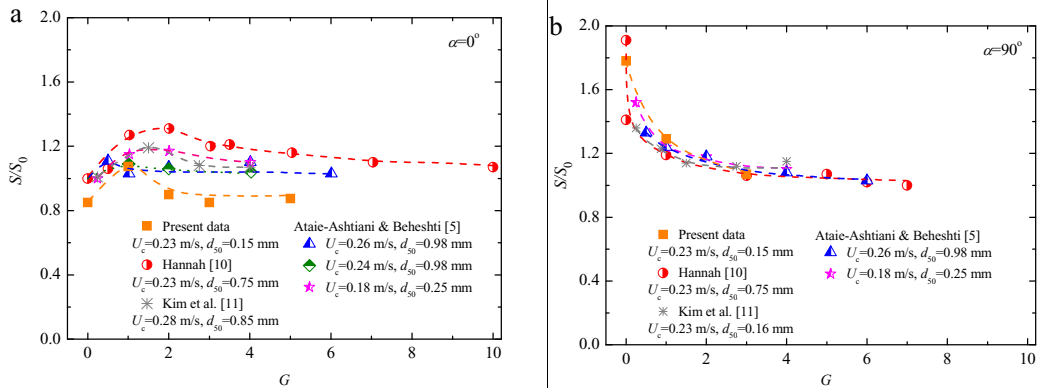 a
α=0°
S/S0
2.0
1.6
1.2
0.8
0.4
0.0
0 2 4 6 8 10
G
Present data
Uc=0.23 m/s, d50=0.15 mm
Hannah [10]
Uc=0.23 m/s, d50=0.75 mm
Kim et al. [11]
Uc=0.28 m/s, d50=0.85 mm
Ataie-Ashtiani & Beheshti [5]
Uc=0.26 m/s, d50=0.98 mm
Uc=0.24 m/s, d50=0.98 mm
Uc=0.18 m/s, d50=0.25 mm
b
α=90°
S/S0
2.0
1.6
1.2
0.8
0.4
0.0
0 2 4 6 8 10
G
Present data
Uc=0.23 m/s, d50=0.15 mm
Hannah [10]
Uc=0.23 m/s, d50=0.75 mm
Kim et al. [11]
Uc=0.23 m/s, d50=0.16 mm
Ataie-Ashtiani & Beheshti [5]
Uc=0.26 m/s, d50=0.98 mm
Uc=0.18 m/s, d50=0.25 mm